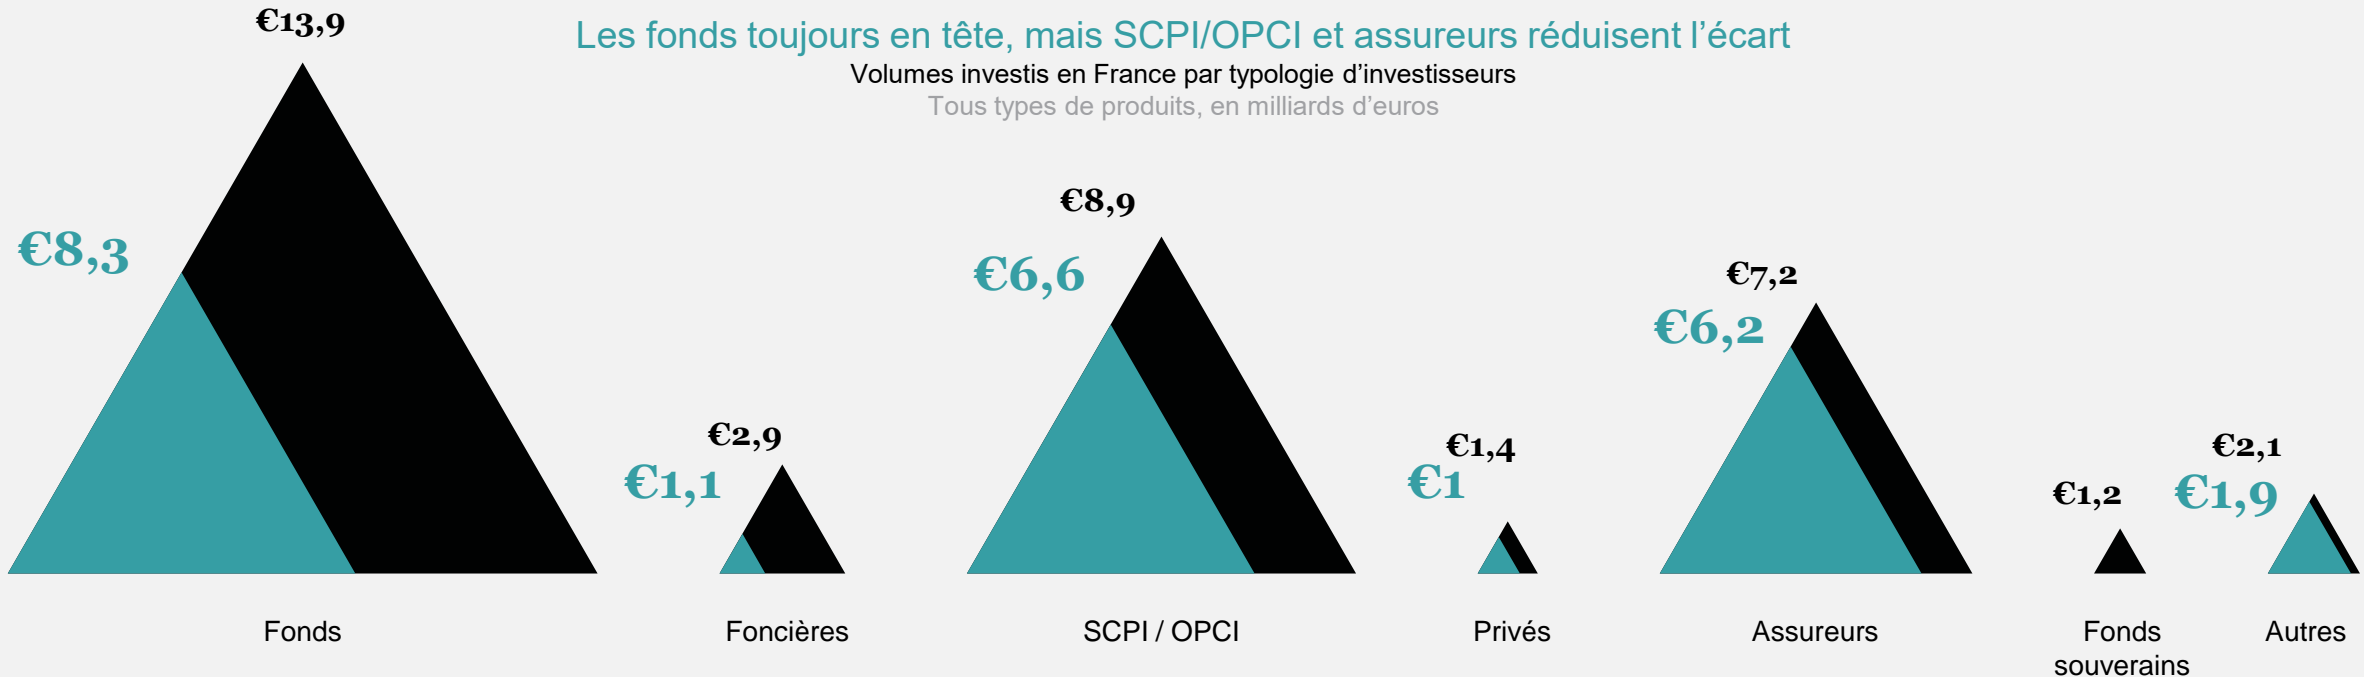 Les fonds toujours en tête, mais SCPI/OPCI et assureurs réduisent l’écart
Volumes investis en France par typologie d’investisseurs
Tous types de produits, en milliards d’euros
€13,9
€8,3
€2,9
€1,1
€8,9
€6,6
€1,4
€1
€7,2
€6,2
€1,2
€2,1
€1,9
Fonds
Foncières
SCPI / OPCI
Privés
Assureurs
Fonds
souverains
Autres